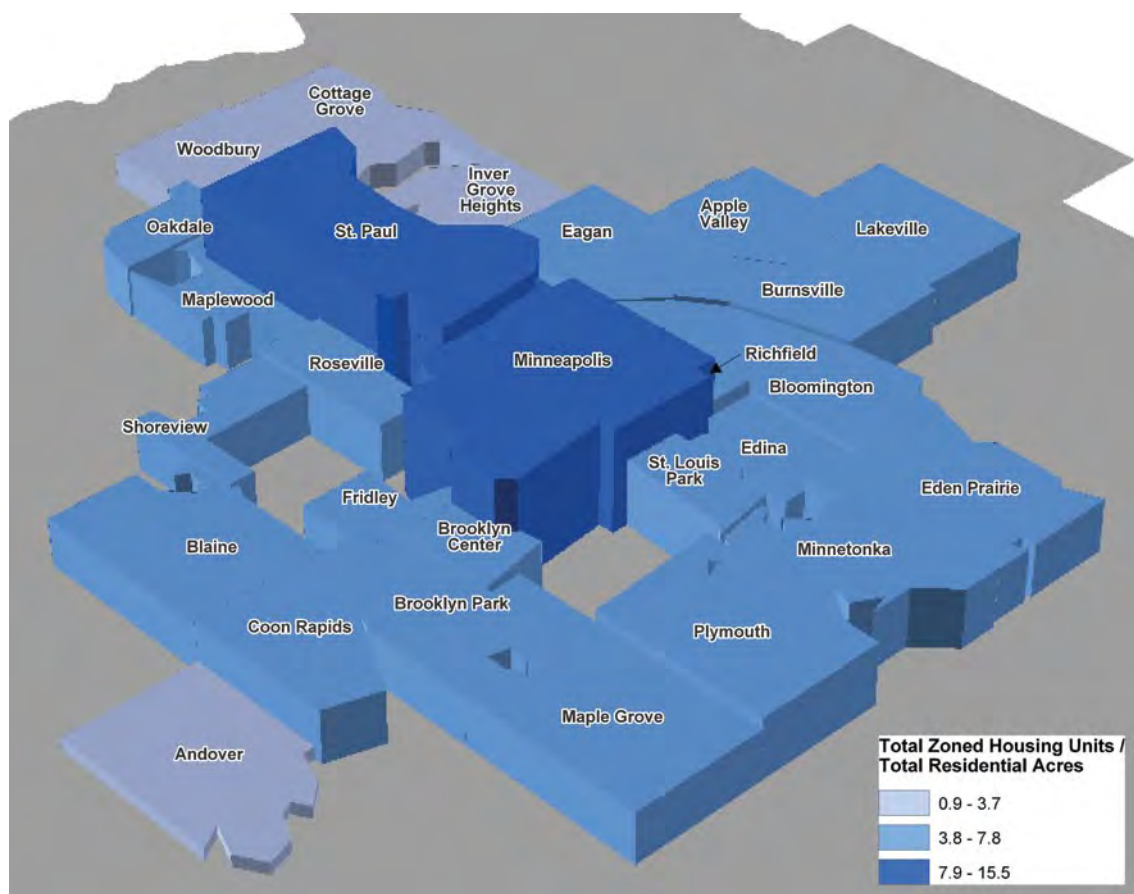 Cottage
Grove
Woodbury
Inver
Grove
Heights
Apple
Valley
Oakdale
St. Paul
Eagan
Lakeville
Maplewood
Burnsville
Roseville
Minneapolis
Richfield
Bloomington
Shoreview
Edina
St. Louis
Park
Fridley
Eden Prairie
Brooklyn
Center
Blaine
Minnetonka
Brooklyn Park
Coon Rapids
Plymouth
Maple Grove
Andover
Total Zoned Housing Units /
Total Residential Acres
0.9 - 3.7
3.8 - 7.8
7.9 - 15.5